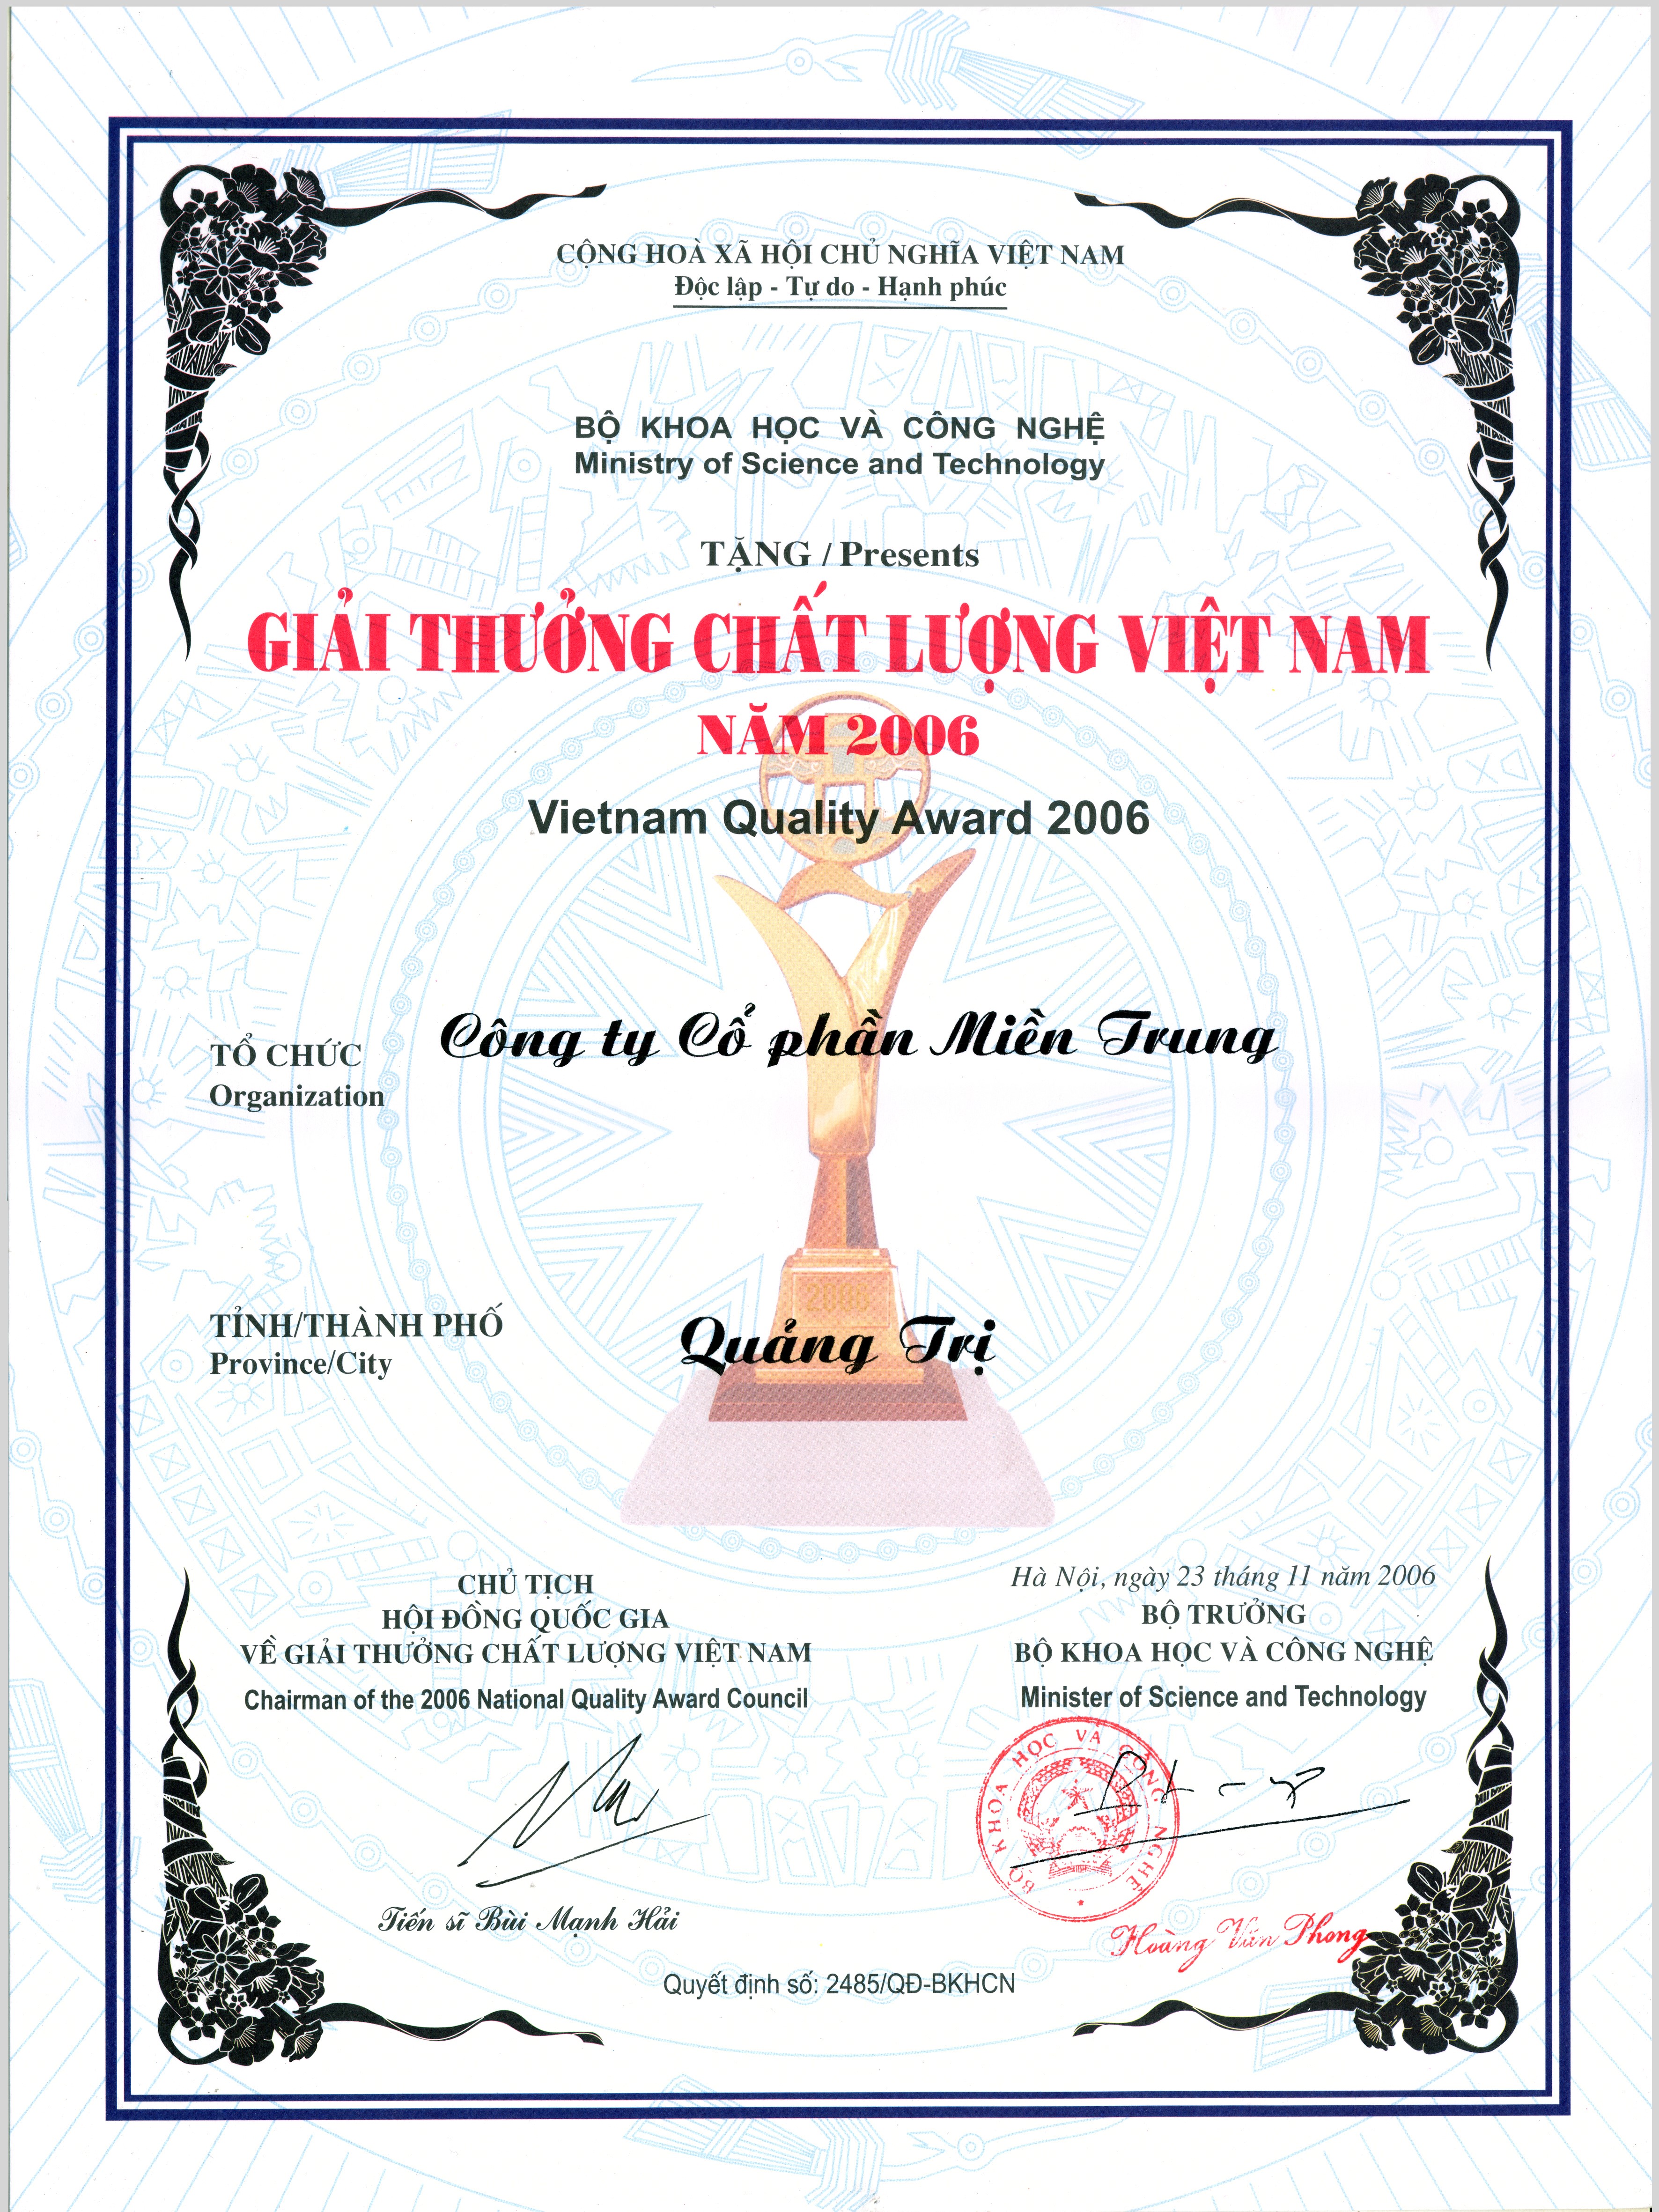 CỘNG HOÀ XÃ HỘI CHỦ NGHĨA VIỆT NAM
Độc lập - Tự do - Hạnh phúc
BỘ KHOA HỌC VÀ CÔNG NGHỆ
Ministry of Science and Technology
TẶNG / Presents
GIẢI THƯỞNG CHẤT LƯỢNG VIỆT NAM
NĂM 2006
Vietnam Quality Award 2006
TỔ CHỨC
Organization
Công ty Cổ phần Miền Trung
2006
TỈNH/THÀNH PHỐ
Province/City
Quảng Trị
CHỦ TỊCH
HỘI ĐỒNG QUỐC GIA
VỀ GIẢI THƯỞNG CHẤT LƯỢNG VIỆT NAM
Chairman of the 2006 National Quality Award Council
Tiến sĩ Bùi Mạnh Hải
Hà Nội, ngày 23 tháng 11 năm 2006
BỘ TRƯỞNG
BỘ KHOA HỌC VÀ CÔNG NGHỆ
Minister of Science and Technology
BỘ KHOA HỌC VÀ CÔNG NGHỆ
Hoàng Văn Phong
Quyết định số: 2485/QĐ-BKHCN